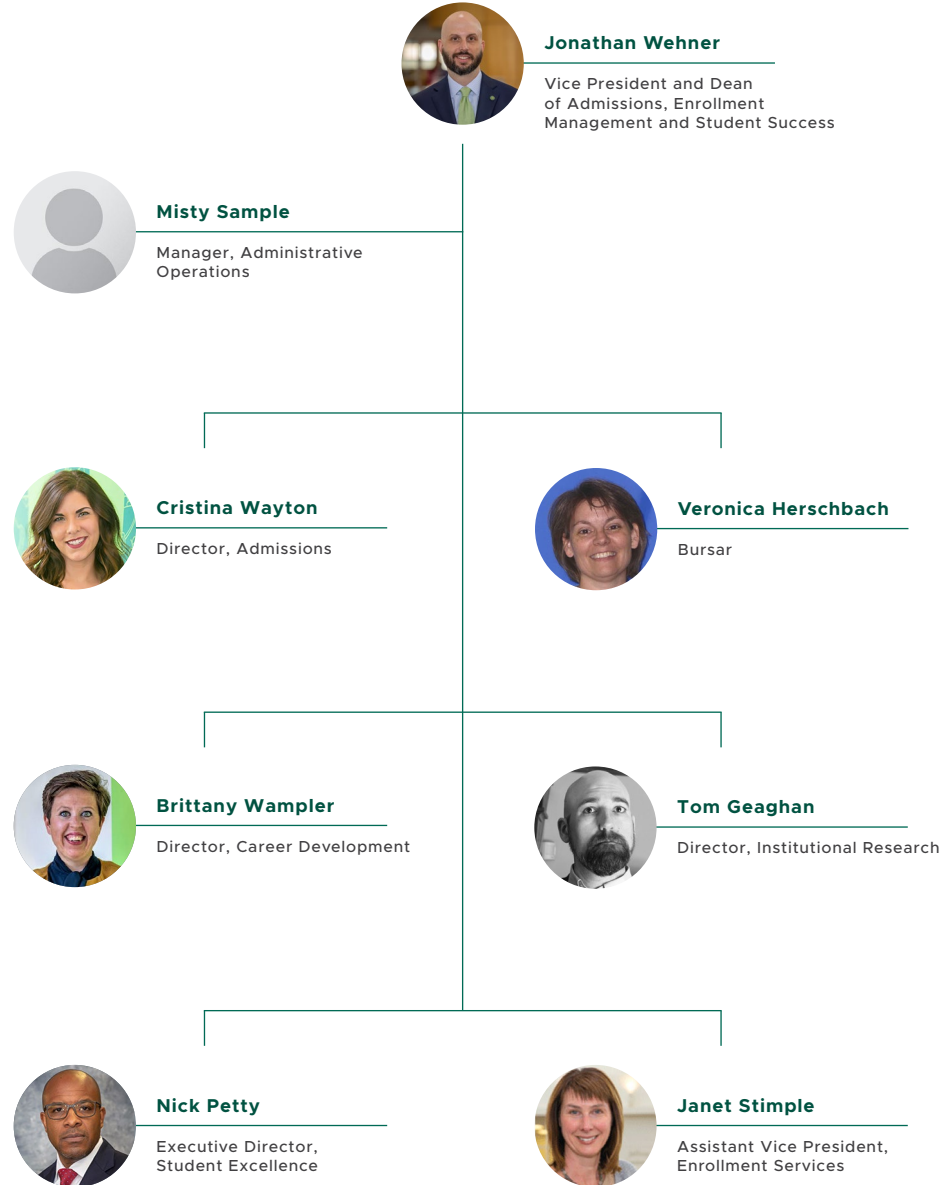 Jonathan Wehner
Vice President and Dean
of Admissions, Enrollment
Management and Student Success
Misty Sample
Manager, Administrative
Operations
Cristina Wayton
Director, Admissions
Veronica Herschbach
Bursar
Brittany Wampler
Director, Career Development
Tom Geaghan
Director, Institutional Research
Nick Petty
Executive Director,
Student Excellence
Janet Stimple
Assistant Vice President,
Enrollment Services